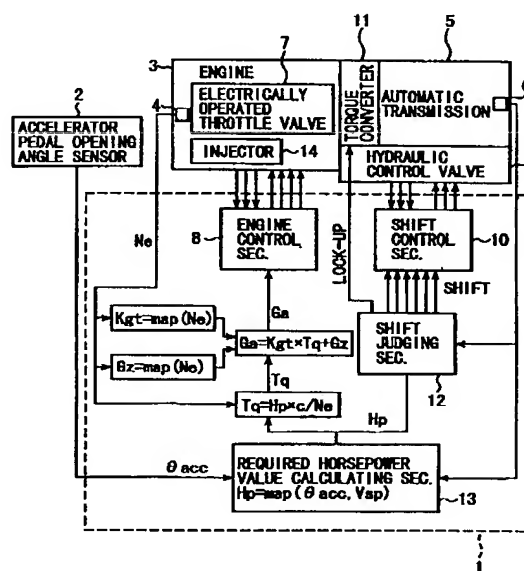 11
5
7
3
ENGINE
2
4
ELECTRICALLY
OPERATED
THROTTLE VALVE
TORQUE
CONVERTER
AUTOMATIC
TRANSMISSION
ACCELERATOR
PEDAL OPENING
ANGLE SENSOR
INJECTOR
14
HYDRAULIC
CONTROL VALVE
Ne
8
ENGINE
CONTROL
SEC.
LOCK-UP
SHIFT
CONTROL
SEC.
10
SHIFT
Ga
Kgt=map(Ne)
Ga=Kgt×Tq+Gz
Gz=map(Ne)
SHIFT
JUDGING
SEC.
Tq
12
Tq=Hp×c/Ne
Hp
θacc
REQUIRED HORSEPOWER
VALUE CALCULATING SEC.
Hp=map(θacc,Vsp)
13
1